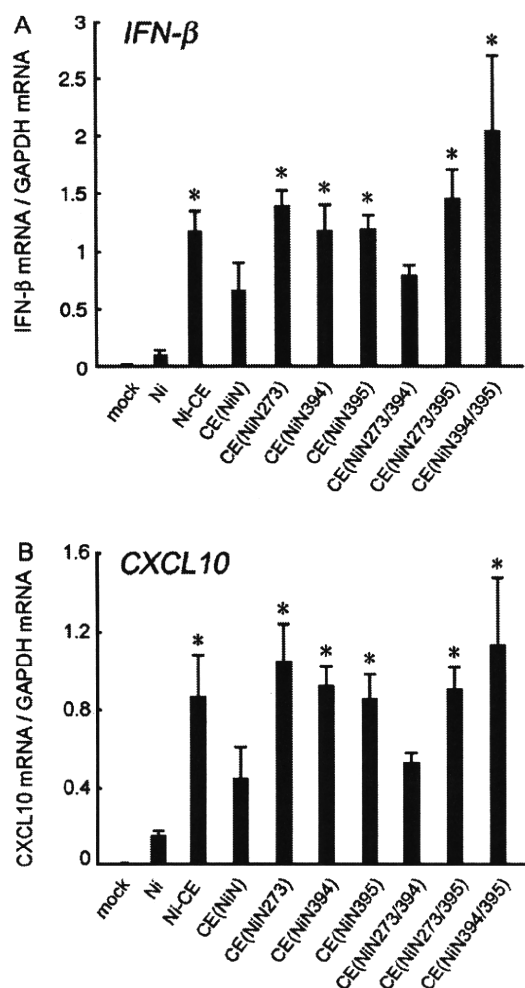 A
IFN-β
IFN-β mRNA / GAPDH mRNA
3
2.5
2
1.5
1
0.5
0
*
*
*
*
*
*
mock
Ni
Ni-CE
CE(NiN)
CE(NiN273)
CE(NiN394)
CE(NiN395)
CE(NiN273/394)
CE(NiN273/395)
CE(NiN394/395)
B
CXCL10
CXCL10 mRNA / GAPDH mRNA
1.6
1.2
0.8
0.4
0
*
*
*
*
*
*
mock
Ni
Ni-CE
CE(NiN)
CE(NiN273)
CE(NiN394)
CE(NiN395)
CE(NiN273/394)
CE(NiN273/395)
CE(NiN394/395)